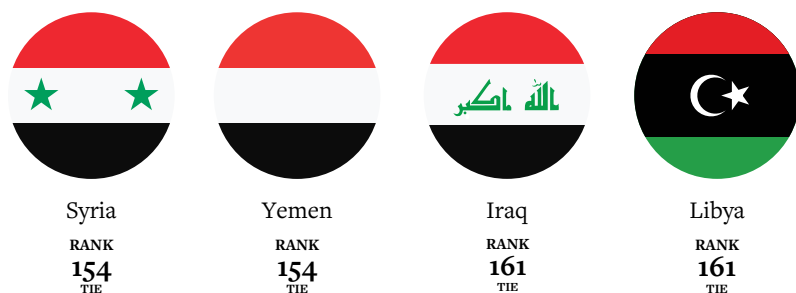 الله اكبر
Syria Yemen Iraq Libya
RANK RANK RANK RANK
154 154 161 161
TIE TIE TIE TIE